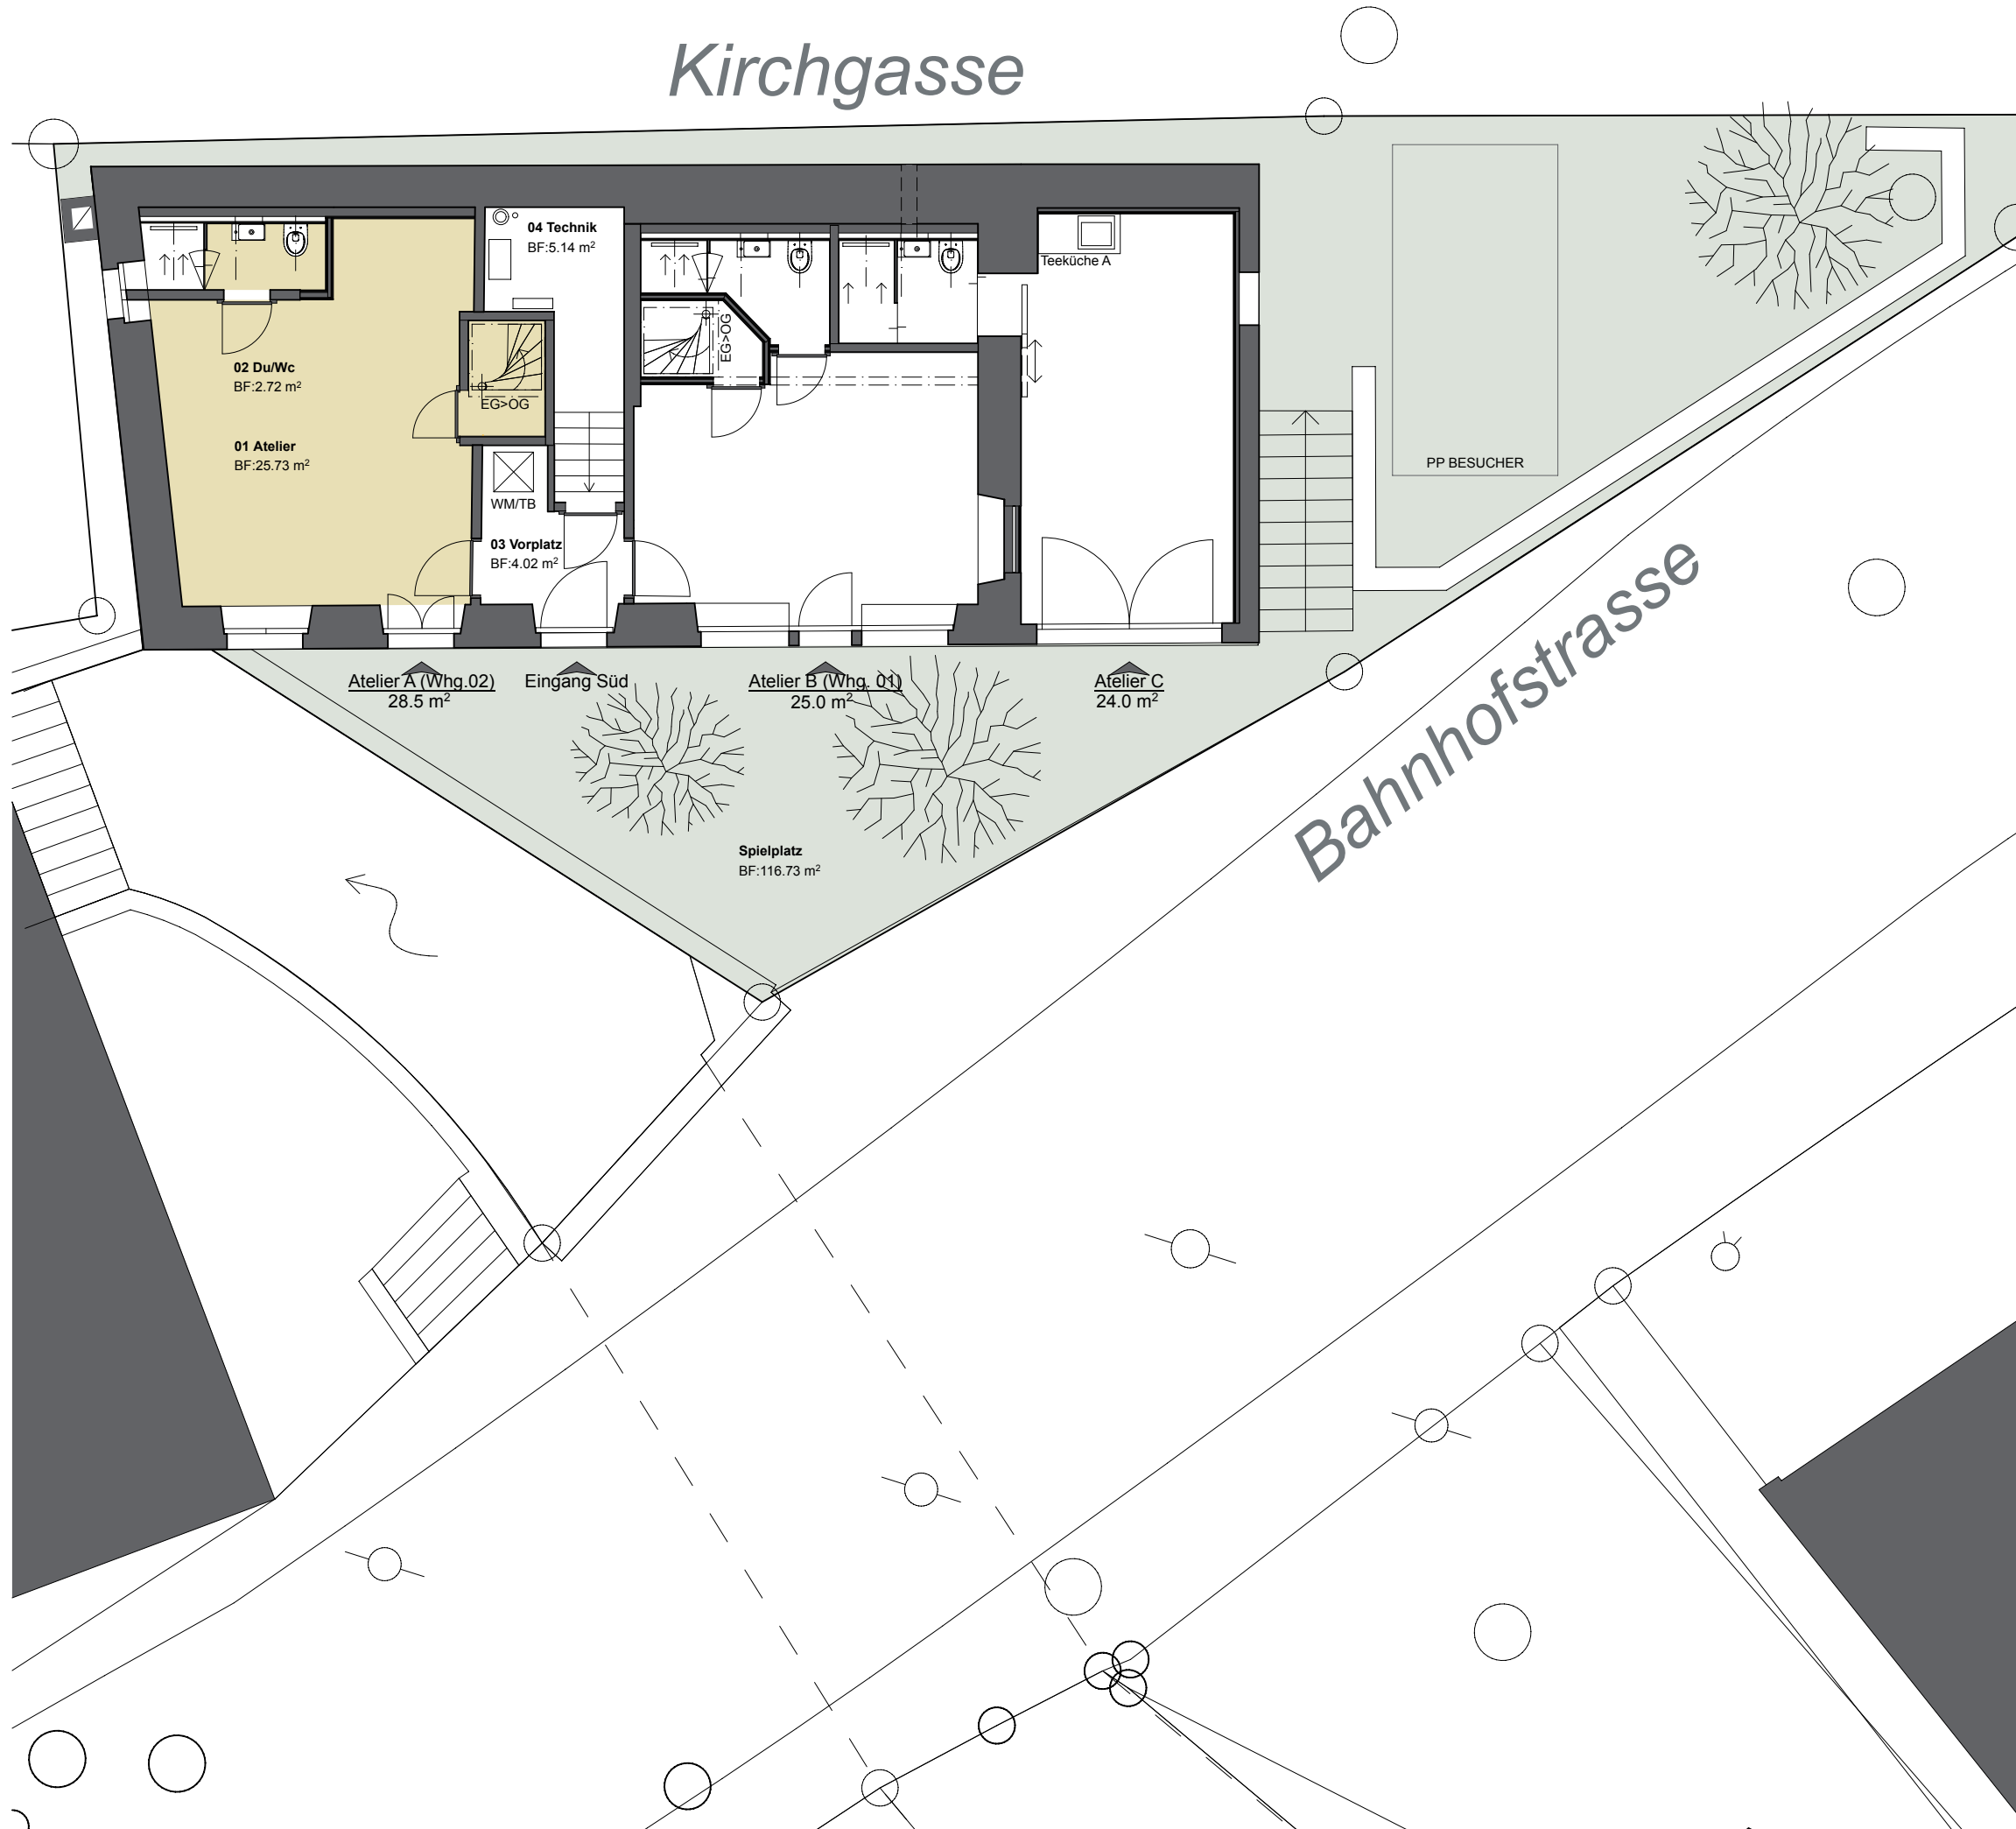 Kirchgasse
04 Technik
BF:5.14 m²
Teeküche A
EG>OG
02 Du/Wc
BF:2.72 m²
EG>OG
01 Atelier
BF:25.73 m²
PP BESUCHER
WM/TB
03 Vorplatz
BF:4.02 m²
Bahnhofstrasse
Atelier A (Whg.02)
28.5 m²
Eingang Süd
Atelier B (Whg. 01)
25.0 m²
Atelier C
24.0 m²
Spielplatz
BF:116.73 m²